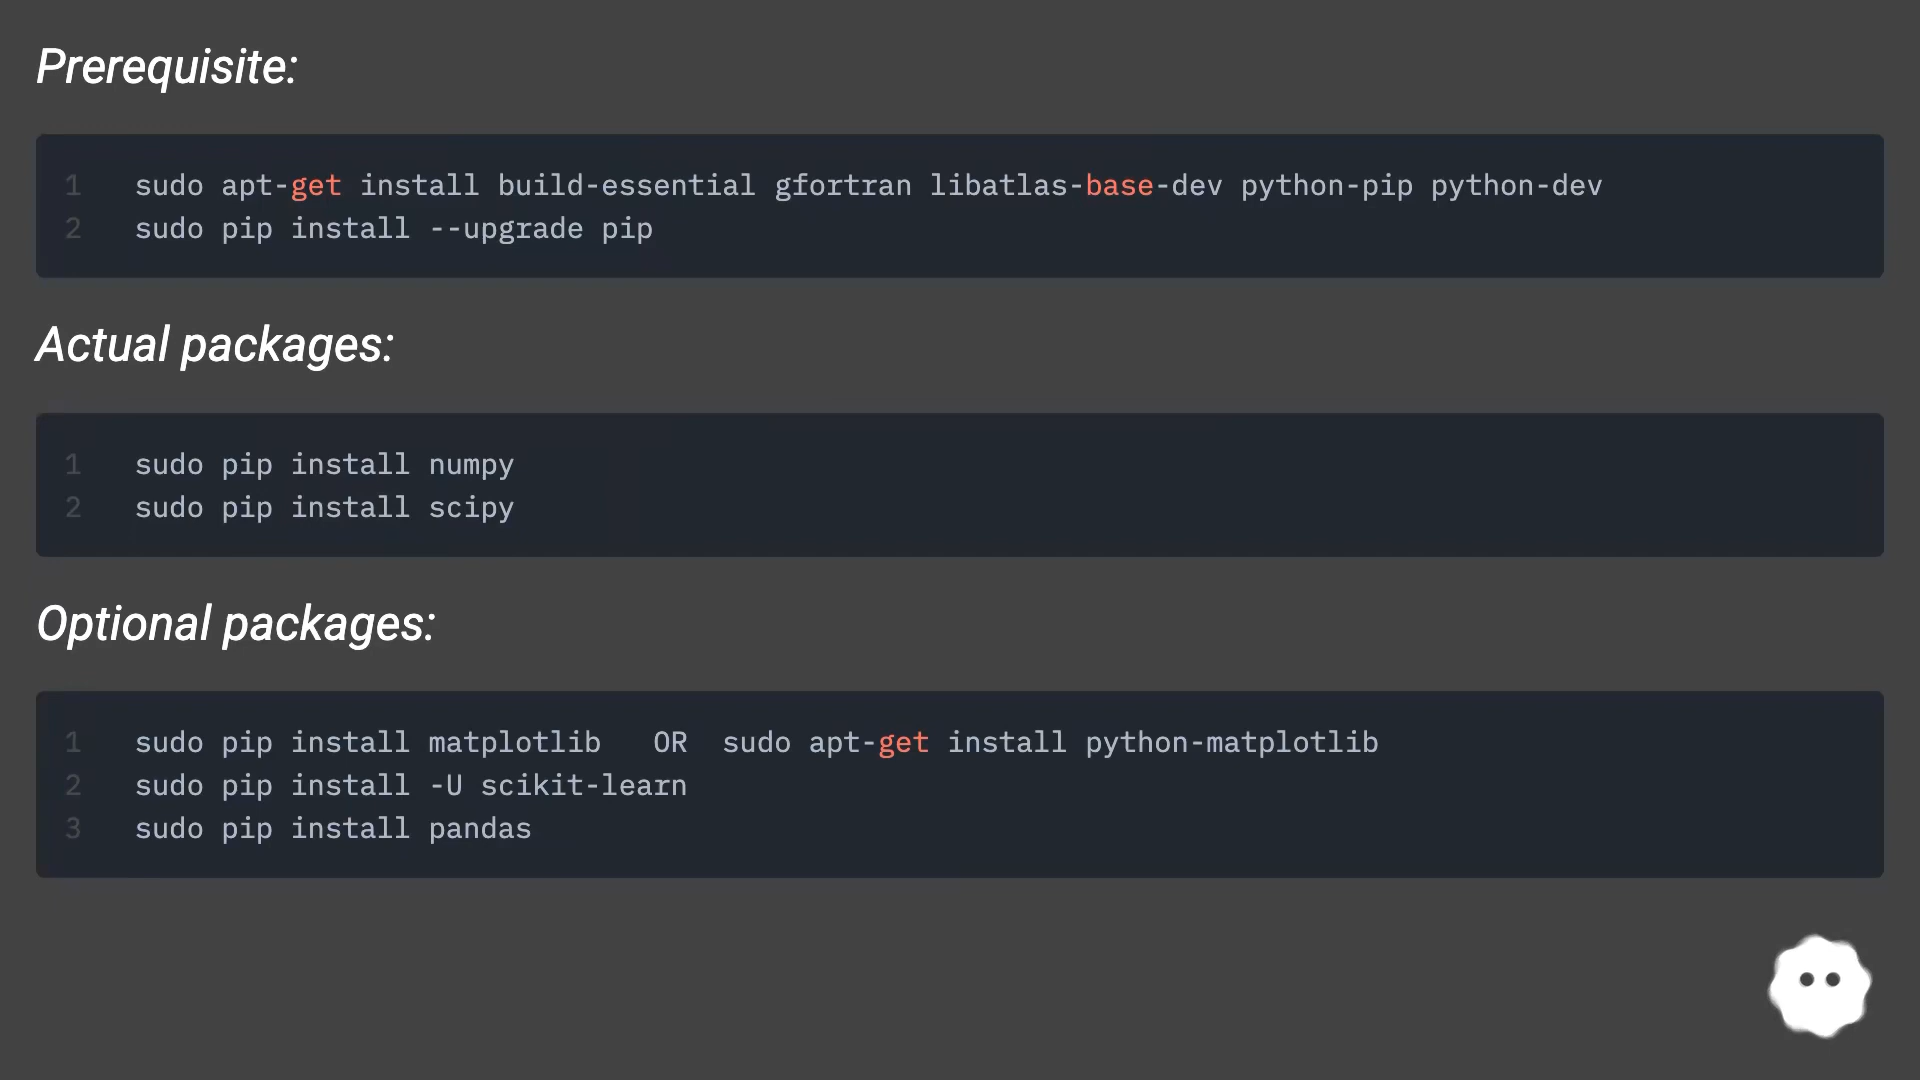 Prerequisite:
1 sudo apt-get install build-essential gfortran libatlas-base-dev python-pip python-dev
2 sudo pip install --upgrade pip
Actual packages:
1 sudo pip install numpy
2 sudo pip install scipy
Optional packages:
1 sudo pip install matplotlib   OR  sudo apt-get install python-matplotlib
2 sudo pip install -U scikit-learn
3 sudo pip install pandas